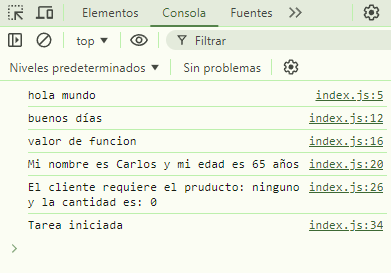 Elementos Consola Fuentes
top Filtrar
Niveles predeterminados Sin problemas
hola mundo index.js:5
buenos días index.js:12
valor de funcion index.js:16
Mi nombre es Carlos y mi edad es 65 años index.js:20
El cliente requiere el pruducto: ninguno index.js:26
y la cantidad es: 0
Tarea iniciada index.js:34